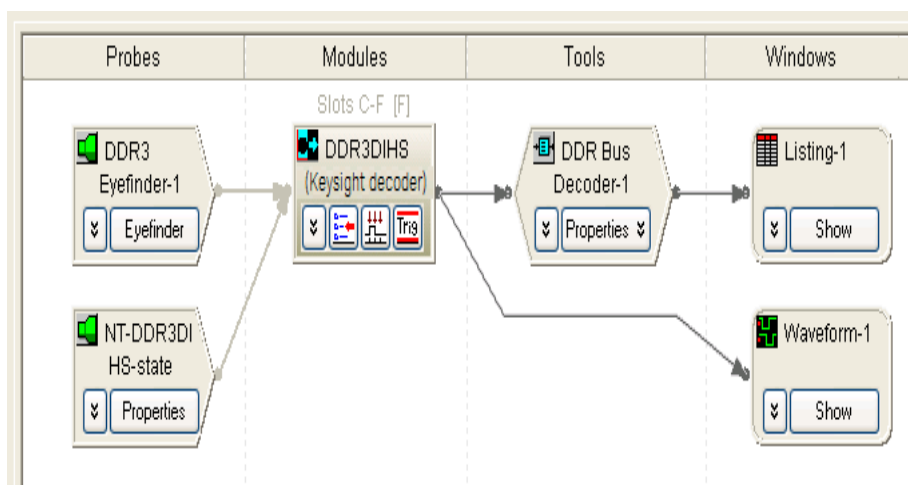 Probes
Modules
Tools
Windows
Slots C-F [F]
DDR3
Eyefinder-1
Eyefinder
DDR3DIHS
(Keysight decoder)
Trig
DDR Bus
Decoder-1
Properties
Listing-1
Show
NT-DDR3DI
HS-state
Properties
Waveform-1
Show